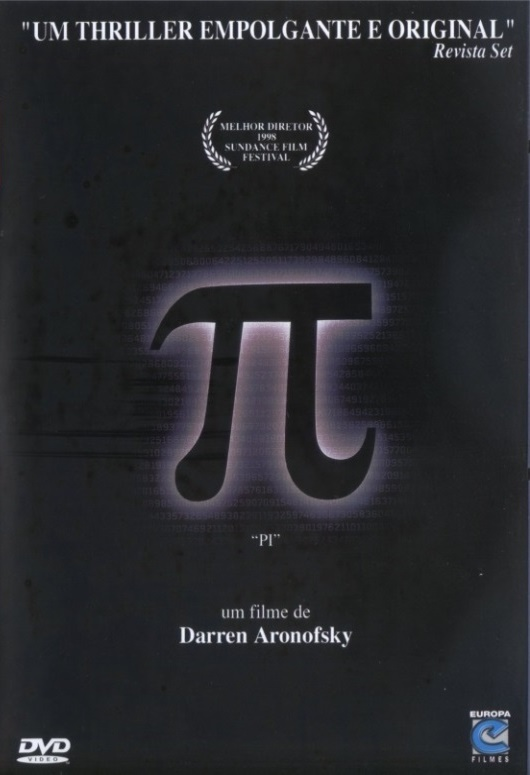 "UM THRILLER EMPOLGANTE E ORIGINAL"
Revista Set
MELHOR DIRETOR
1998
SUNDANCE FILM
FESTIVAL
π
“PI”
um filme de
Darren Aronofsky
DVD
VIDEO
EUROPA
FILMES